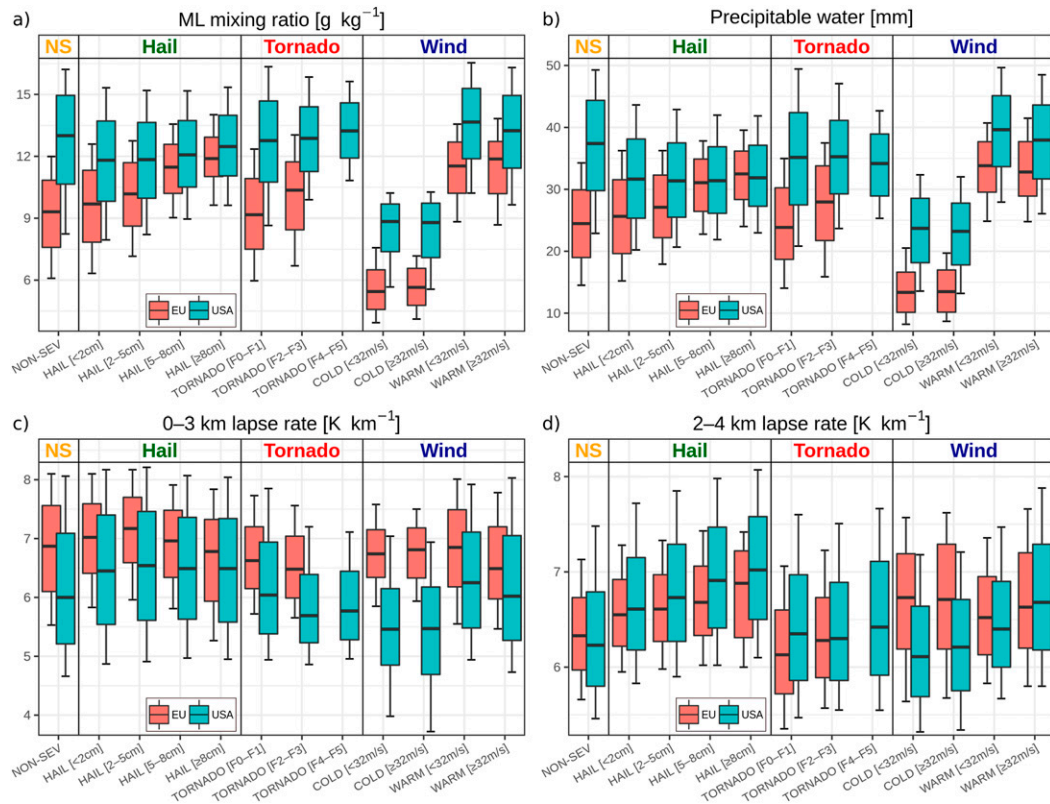 a) ML mixing ratio [g kg⁻¹]
NS Hail Tornado Wind
15
12
9
6
EU USA
NON-SEV
HAIL [<2cm]
HAIL [2–5cm]
HAIL [5–8cm]
HAIL [≥8cm]
TORNADO [F0–F1]
TORNADO [F2–F3]
TORNADO [F4–F5]
COLD [<32m/s]
COLD [≥32m/s]
WARM [<32m/s]
WARM [≥32m/s]
b) Precipitable water [mm]
NS Hail Tornado Wind
50
40
30
20
10
EU USA
NON-SEV
HAIL [<2cm]
HAIL [2–5cm]
HAIL [5–8cm]
HAIL [≥8cm]
TORNADO [F0–F1]
TORNADO [F2–F3]
TORNADO [F4–F5]
COLD [<32m/s]
COLD [≥32m/s]
WARM [<32m/s]
WARM [≥32m/s]
c) 0–3 km lapse rate [K km⁻¹]
NS Hail Tornado Wind
8
7
6
5
4
EU USA
NON-SEV
HAIL [<2cm]
HAIL [2–5cm]
HAIL [5–8cm]
HAIL [≥8cm]
TORNADO [F0–F1]
TORNADO [F2–F3]
TORNADO [F4–F5]
COLD [<32m/s]
COLD [≥32m/s]
WARM [<32m/s]
WARM [≥32m/s]
d) 2–4 km lapse rate [K km⁻¹]
NS Hail Tornado Wind
8
7
6
EU USA
NON-SEV
HAIL [<2cm]
HAIL [2–5cm]
HAIL [5–8cm]
HAIL [≥8cm]
TORNADO [F0–F1]
TORNADO [F2–F3]
TORNADO [F4–F5]
COLD [<32m/s]
COLD [≥32m/s]
WARM [<32m/s]
WARM [≥32m/s]